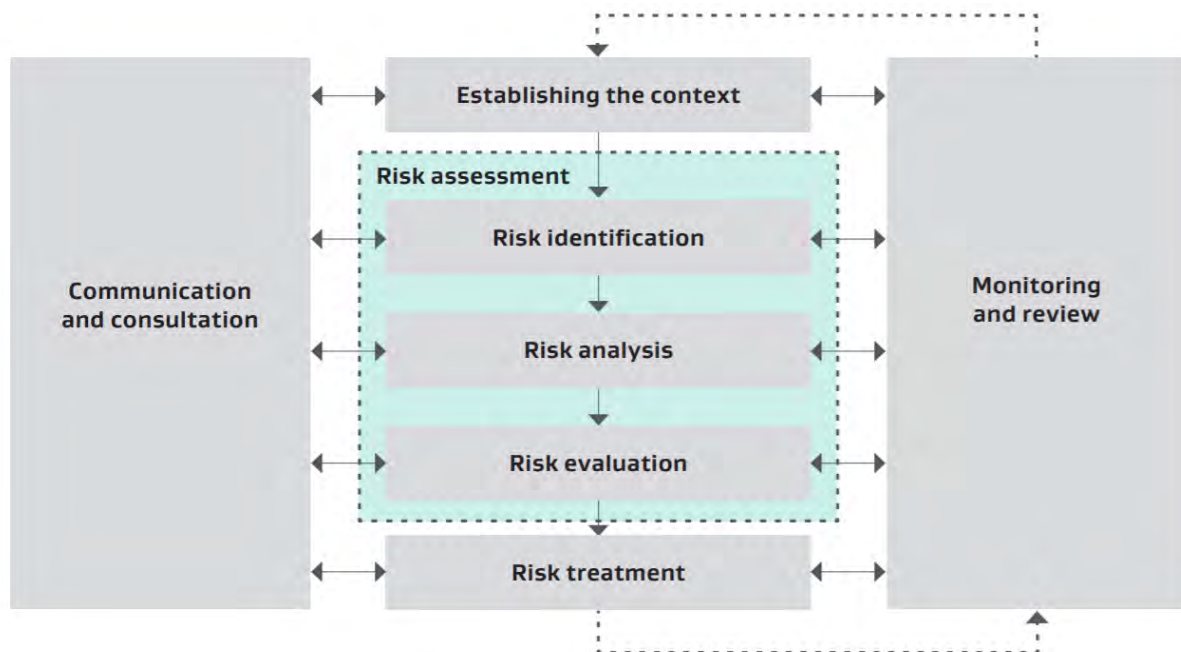 Establishing the context
Risk assessment
Risk identification
Communication
and consultation
Monitoring
and review
Risk analysis
Risk evaluation
Risk treatment